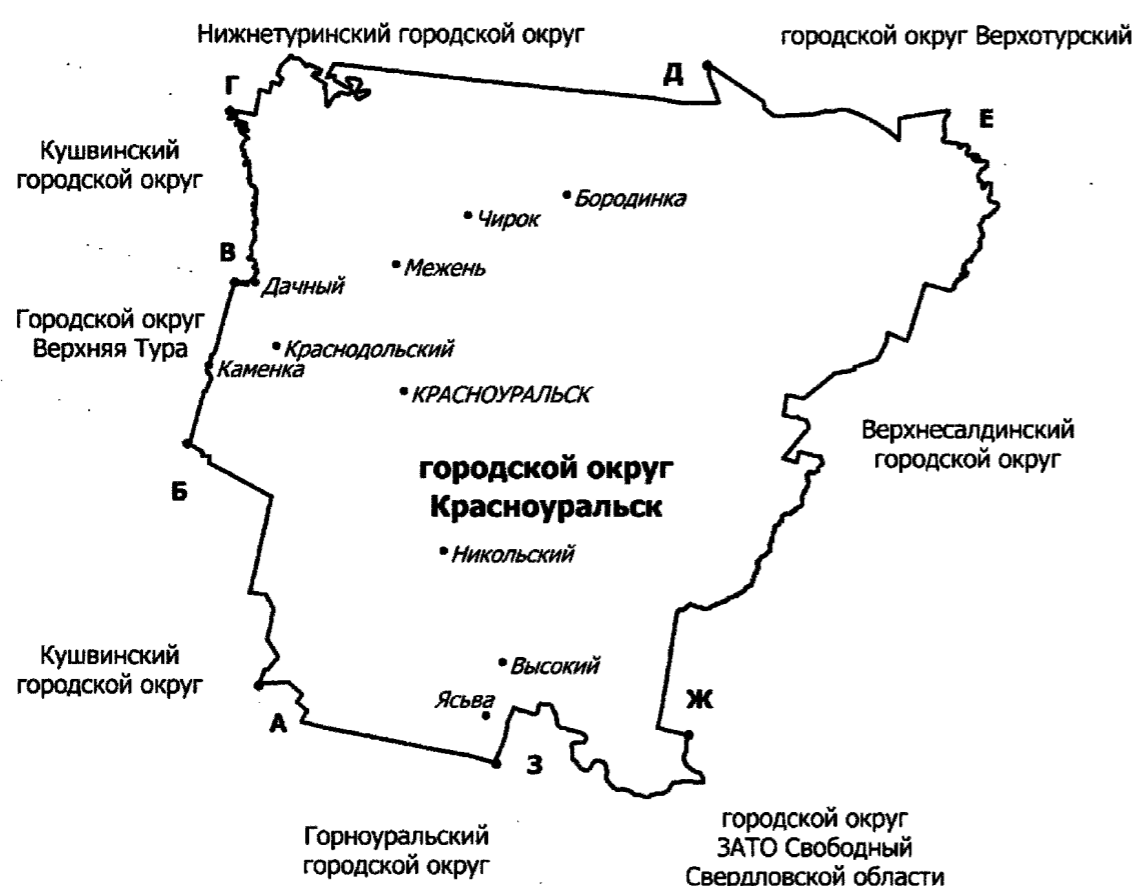 Нижнетуринский городской округ
городской округ Верхотурский
Д
Г
Е
Кушвинский
городской округ
Бородинка
Чирок
В
Межень
Дачный
Городской округ
Верхняя Тура
Краснодольский
Каменка
КРАСНОУРАЛЬСК
Верхнесалдинский
городской округ
городской округ
Красноуральск
Б
Никольский
Кушвинский
городской округ
Высокий
Ясьва
Ж
А
З
Горноуральский
городской округ
городской округ
ЗАТО Свободный
Свердловской области